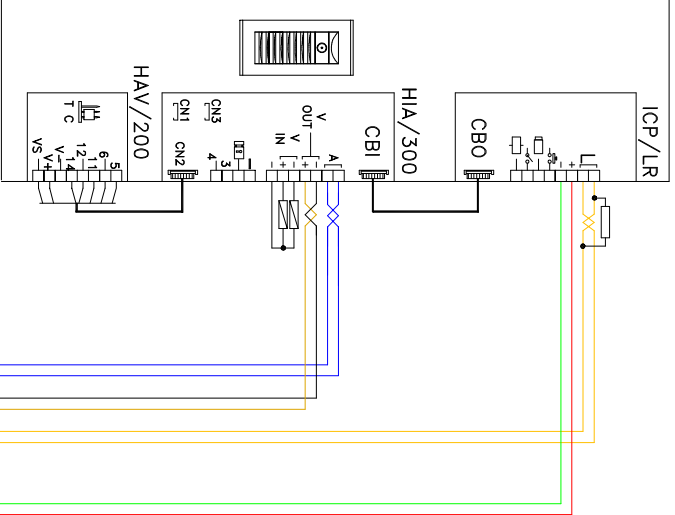 HAV/200
T C
VS
V+
V-
14
12
11
6
5
HIA/300
CN1
CN3
CN2
4
3
1
V
IN
V
OUT
- + + -
A
CBI
ICP/LR
CBO
- +
L